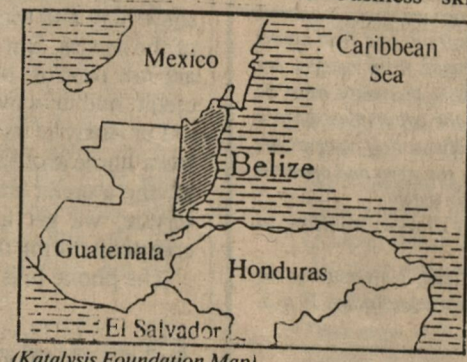 Mexico
Caribbean
Sea
Belize
Guatemala
Honduras
El Salvador
(Katalysis Foundation Map)